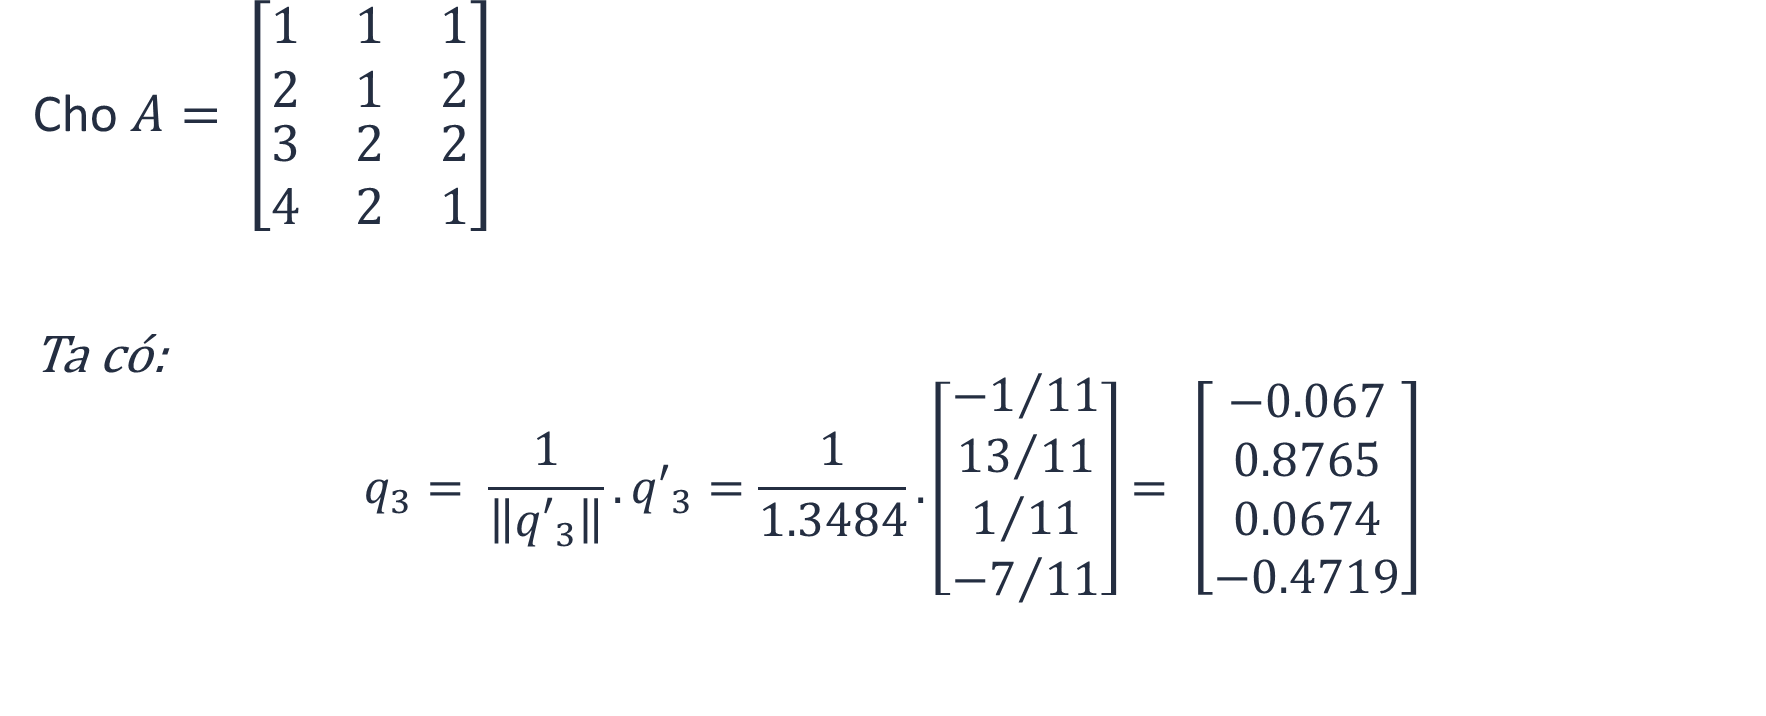 Cho A = [1 1 1
2 1 2
3 2 2
4 2 1]
Ta có:
q₃ = 1/‖q′₃‖ . q′₃ = 1/1.3484 . [−1/11
13/11
1/11
−7/11] = [−0.067
0.8765
0.0674
−0.4719]